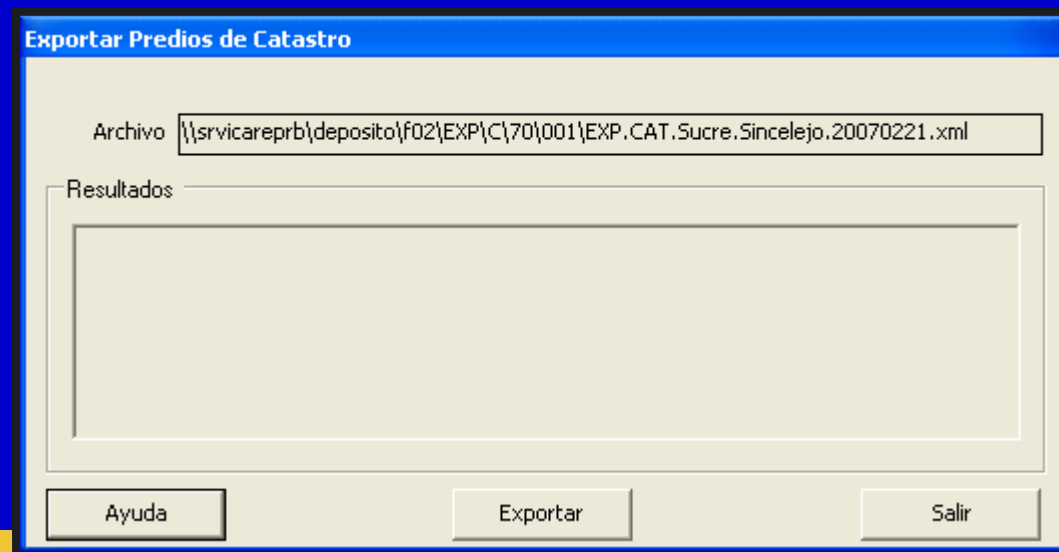 Exportar Predios de Catastro
Archivo \\srvicareprb\deposito\f02\EXP\C\70\001\EXP.CAT.Sucre.Sincelejo.20070221.xml
Resultados
Ayuda Exportar Salir